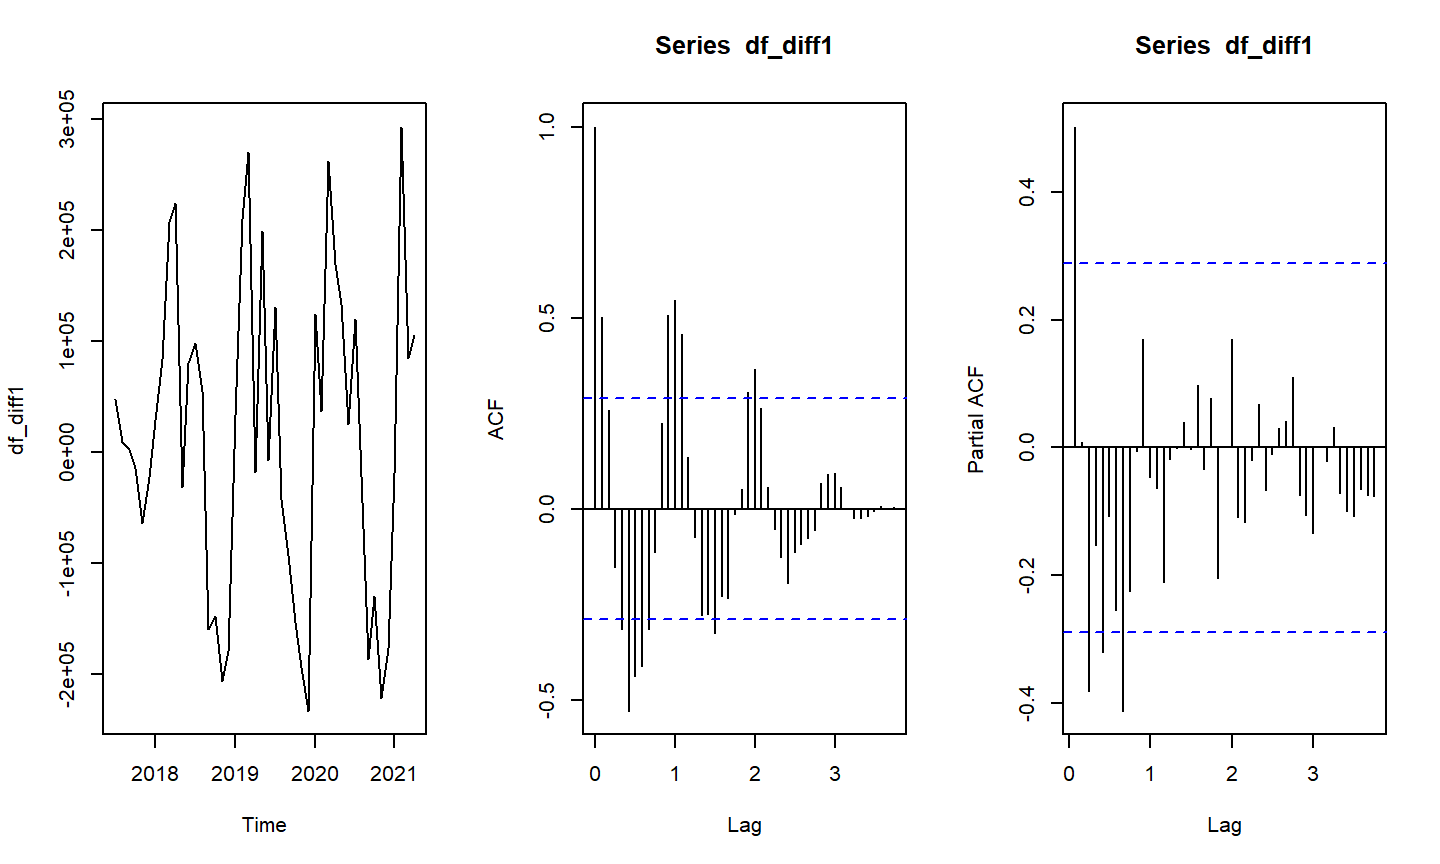 df_diff1
3e+05
2e+05
1e+05
0e+00
-1e+05
-2e+05
2018 2019 2020 2021
Time
Series df_diff1
ACF
1.0
0.5
0.0
-0.5
0 1 2 3
Lag
Series df_diff1
Partial ACF
0.4
0.2
0.0
-0.2
-0.4
0 1 2 3
Lag